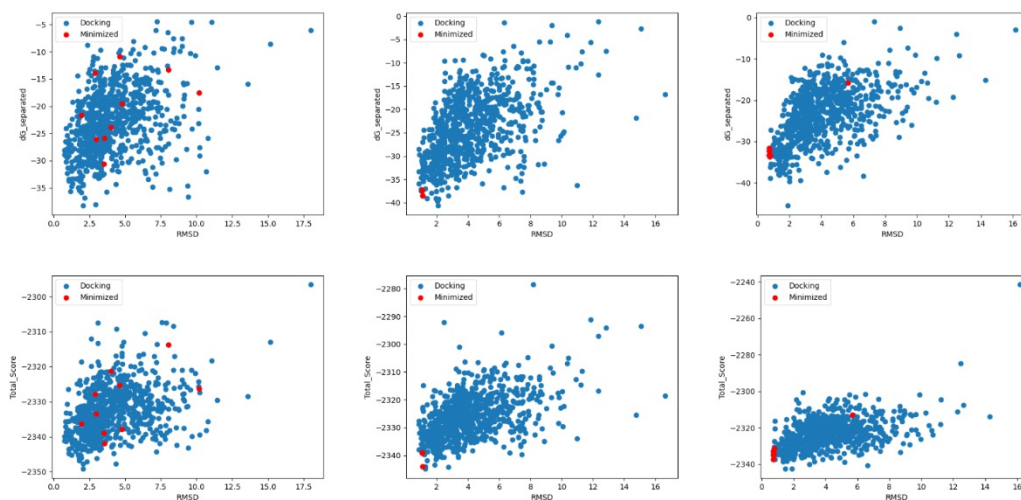 Docking
Minimized
−5
−10
−15
−20
−25
−30
−35
dG_separated
0.0 2.5 5.0 7.5 10.0 12.5 15.0 17.5
RMSD
Docking
Minimized
0
−5
−10
−15
−20
−25
−30
−35
−40
dG_separated
2 4 6 8 10 12 14 16
RMSD
Docking
Minimized
0
−10
−20
−30
−40
dG_separated
0 2 4 6 8 10 12 14 16
RMSD
Docking
Minimized
−2300
−2310
−2320
−2330
−2340
−2350
Total_Score
0.0 2.5 5.0 7.5 10.0 12.5 15.0 17.5
RMSD
Docking
Minimized
−2280
−2290
−2300
−2310
−2320
−2330
−2340
Total_Score
2 4 6 8 10 12 14 16
RMSD
Docking
Minimized
−2240
−2260
−2280
−2300
−2320
−2340
Total_Score
0 2 4 6 8 10 12 14 16
RMSD